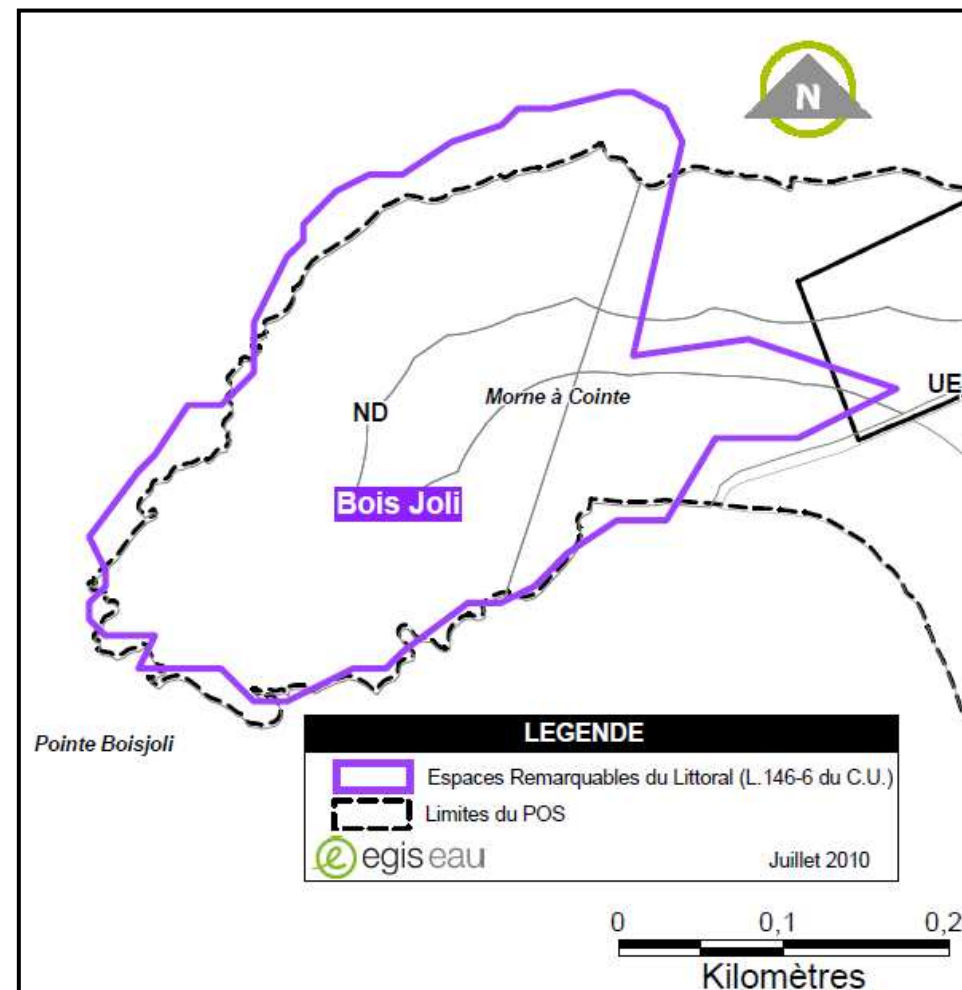 N
UE
Morne à Cointe
ND
Bois Joli
Pointe Boisjoli
LEGENDE
Espaces Remarquables du Littoral (L.146-6 du C.U.)
Limites du POS
egis eau
Juillet 2010
0 0,1 0,2
Kilomètres